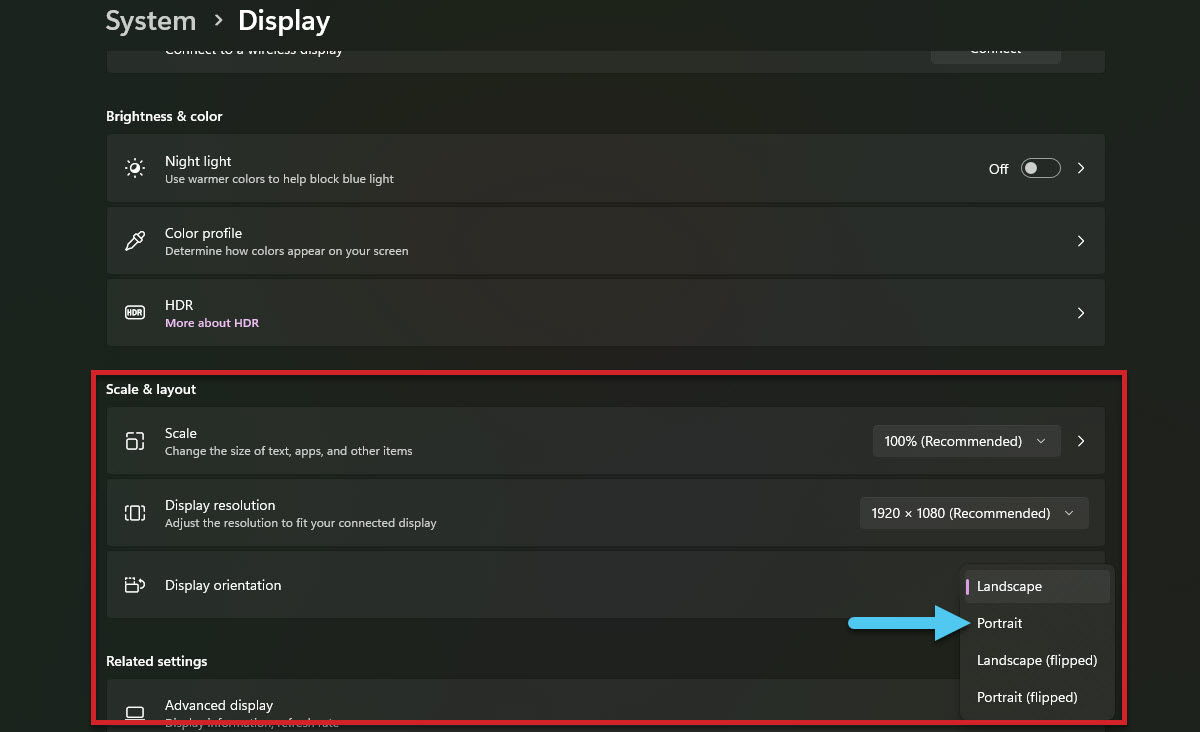 System > Display
Connect to a wireless display
Connect
Brightness & color
Night light
Use warmer colors to help block blue light
Off
Color profile
Determine how colors appear on your screen
HDR
HDR
More about HDR
Scale & layout
Scale
Change the size of text, apps, and other items
100% (Recommended)
Display resolution
Adjust the resolution to fit your connected display
1920 × 1080 (Recommended)
Display orientation
Landscape
Portrait
Landscape (flipped)
Portrait (flipped)
Related settings
Advanced display
Display information, refresh rate